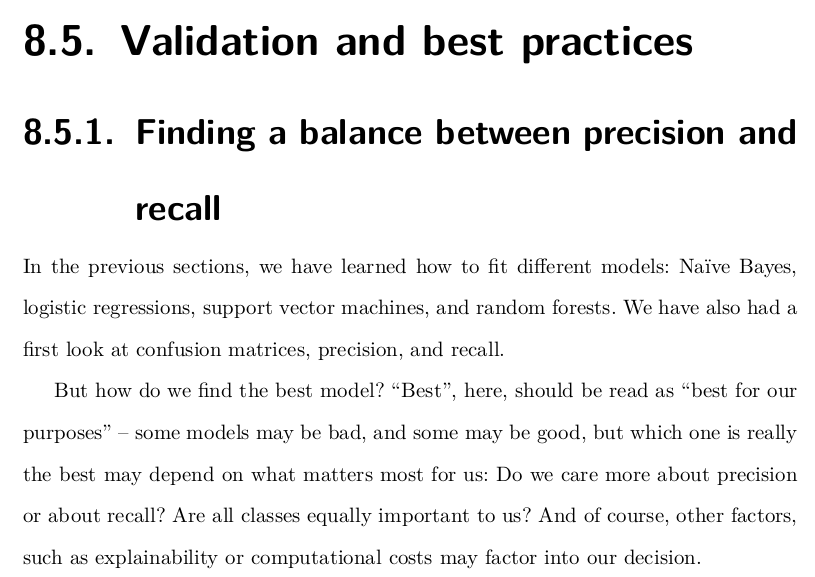 8.5. Validation and best practices
8.5.1. Finding a balance between precision and
recall
In the previous sections, we have learned how to fit different models: Naïve Bayes,
logistic regressions, support vector machines, and random forests. We have also had a
first look at confusion matrices, precision, and recall.
But how do we find the best model? “Best”, here, should be read as “best for our
purposes” – some models may be bad, and some may be good, but which one is really
the best may depend on what matters most for us: Do we care more about precision
or about recall? Are all classes equally important to us? And of course, other factors,
such as explainability or computational costs may factor into our decision.